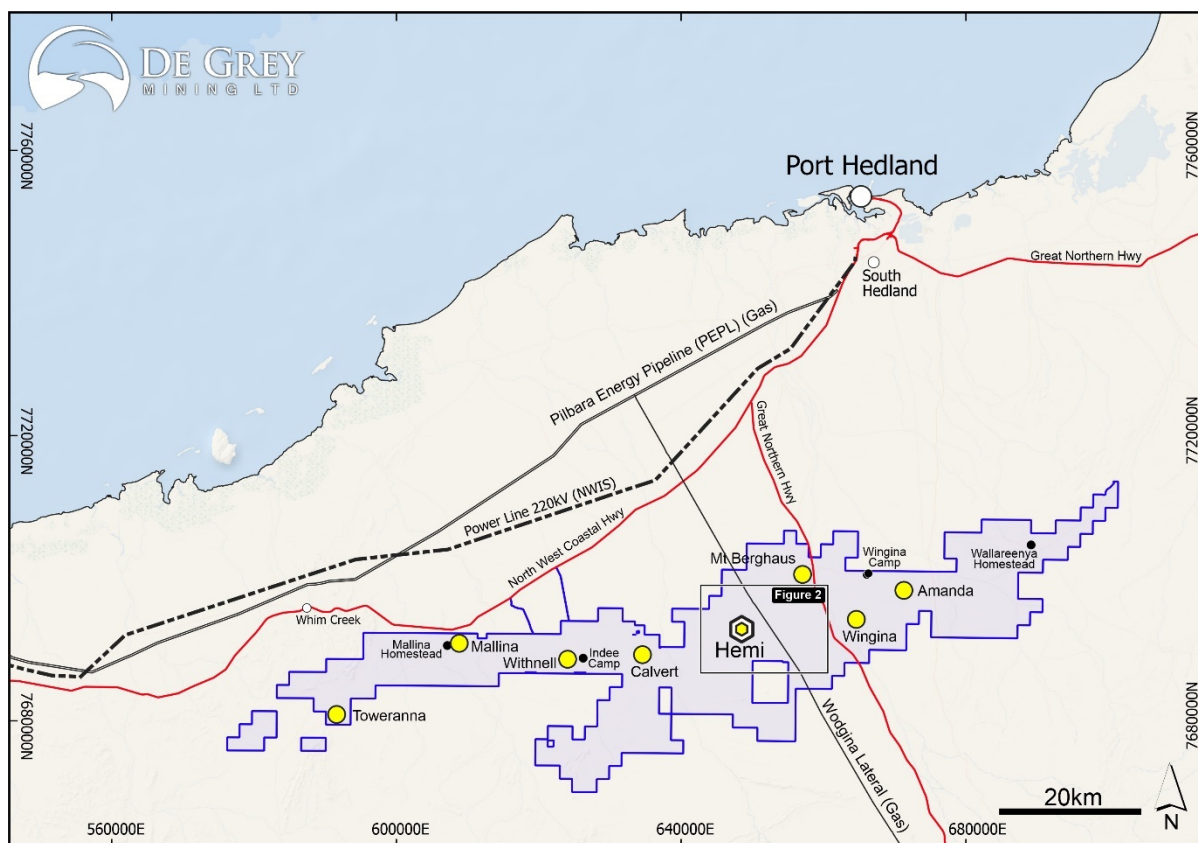 DE GREY
MINING LTD
7760000N
7760000N
Port Hedland
Great Northern Hwy
South
Hedland
Pilbara Energy Pipeline (PEPL) (Gas)
7720000N
7720000N
Great Northern Hwy
Power Line 220kV (NWIS)
North West Coastal Hwy
Mt Berghaus
Wingina
Camp
Wallareenya
Homestead
Figure 2
Amanda
Whim Creek
Mallina
Homestead
Mallina
Withnell
Indee
Camp
Calvert
Hemi
Wingina
Toweranna
7680000N
7680000N
Wodgina Lateral (Gas)
20km
N
560000E
600000E
640000E
680000E